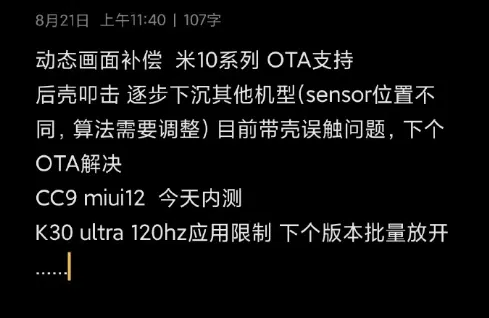 8月21日 上午11:40 | 107字
动态画面补偿 米10系列 OTA支持
后壳叩击 逐步下沉其他机型(sensor位置不
同, 算法需要调整) 目前带壳误触问题, 下个
OTA解决
CC9 miui12 今天内测
K30 ultra 120hz应用限制 下个版本批量放开
……